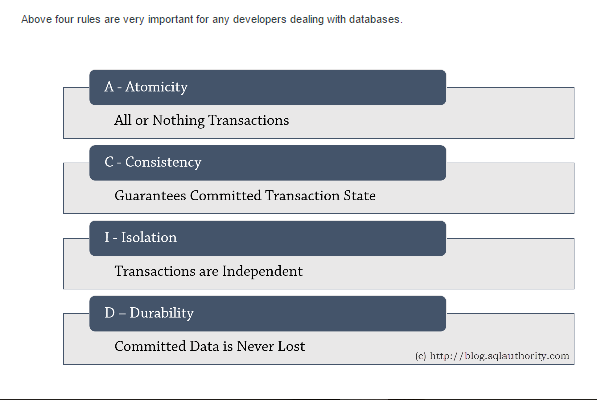 Above four rules are very important for any developers dealing with databases.
A - Atomicity
All or Nothing Transactions
C - Consistency
Guarantees Committed Transaction State
I - Isolation
Transactions are Independent
D – Durability
Committed Data is Never Lost
(c) http://blog.sqlauthority.com